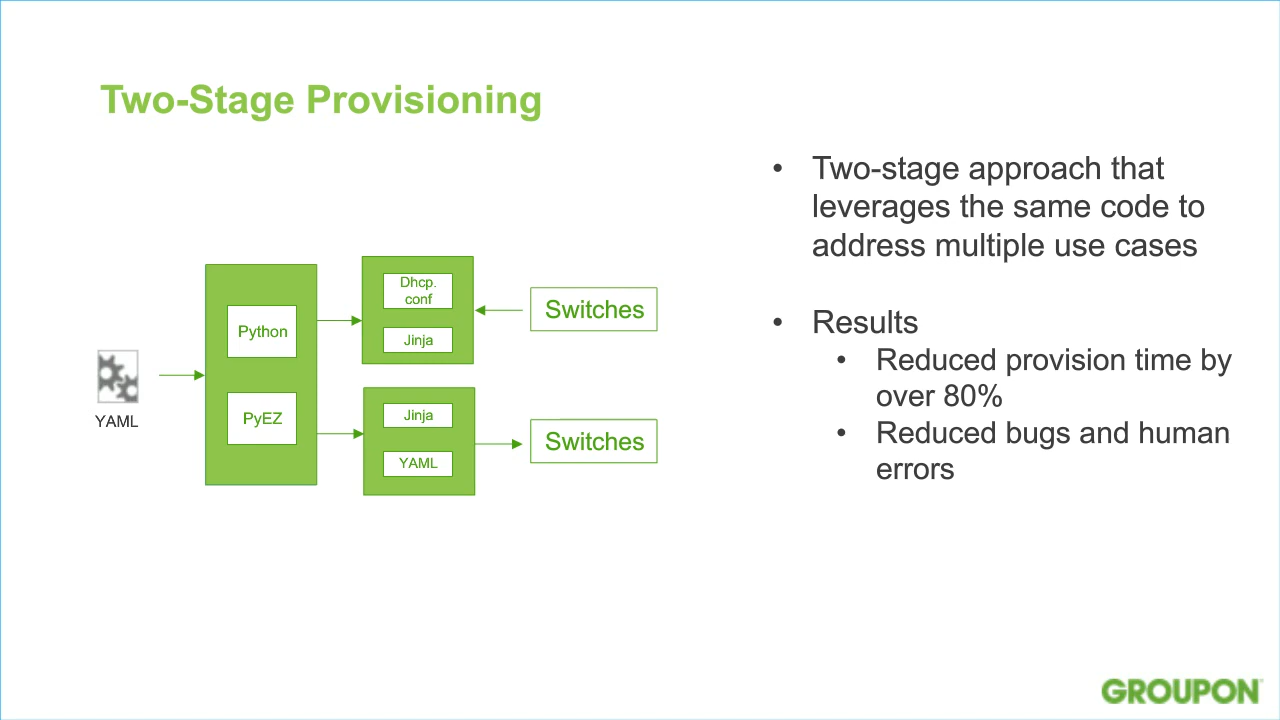 Two-Stage Provisioning
• Two-stage approach that
leverages the same code to
address multiple use cases
• Results
• Reduced provision time by
over 80%
• Reduced bugs and human
errors
YAML
Python
PyEZ
Dhcp.
conf
Jinja
Switches
Jinja
YAML
Switches
GROUPON